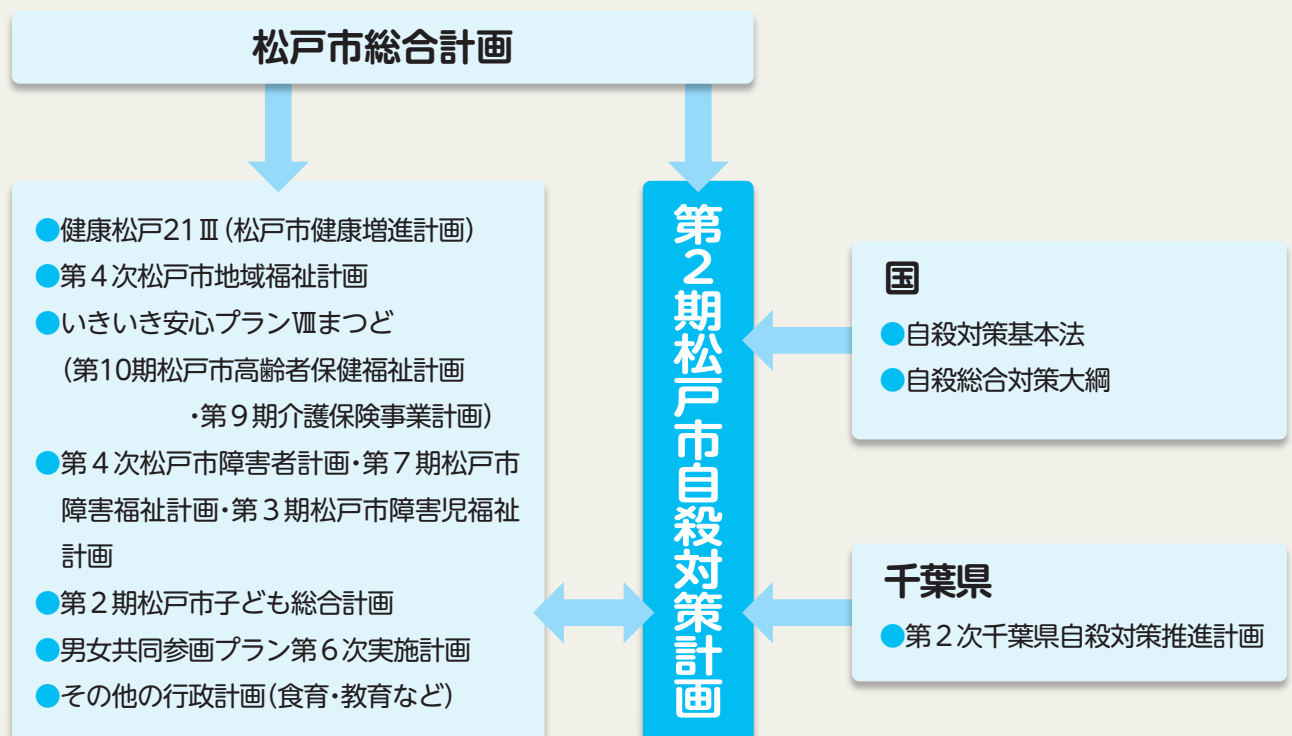 松戸市総合計画
●健康松戸21Ⅲ(松戸市健康増進計画)
●第4次松戸市地域福祉計画
●いきいき安心プランⅧまつど
(第10期松戸市高齢者保健福祉計画
・第9期介護保険事業計画)
●第4次松戸市障害者計画・第7期松戸市
障害福祉計画・第3期松戸市障害児福祉
計画
●第2期松戸市子ども総合計画
●男女共同参画プラン第6次実施計画
●その他の行政計画(食育・教育など)
第2期松戸市自殺対策計画
国
●自殺対策基本法
●自殺総合対策大綱
千葉県
●第2次千葉県自殺対策推進計画